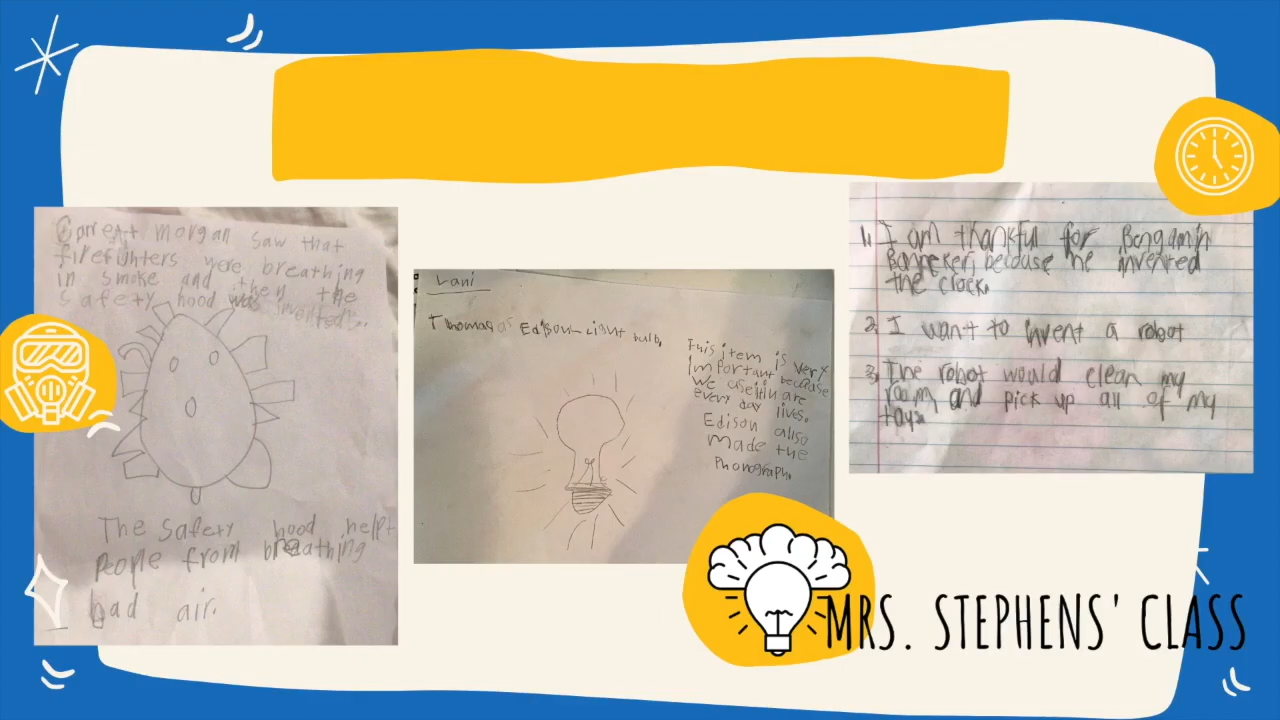 Garrett morgan saw that
firefighters were breathing
in smoke and then the
safety hood was invented.
The safety hood help
people from breathing
bad air.
Lani
Thomas Edison-Light bulb,
This item is very
important because
we use it in are
every day lives.
Edison also
made the
Phonograph.
1. I am thankful for Bengamin
Banneker, because he invented
the clock.
2. I want to invent a robot
3. The robot would clean my
room, and pick up all of my
toys.
MRS. STEPHENS' CLASS